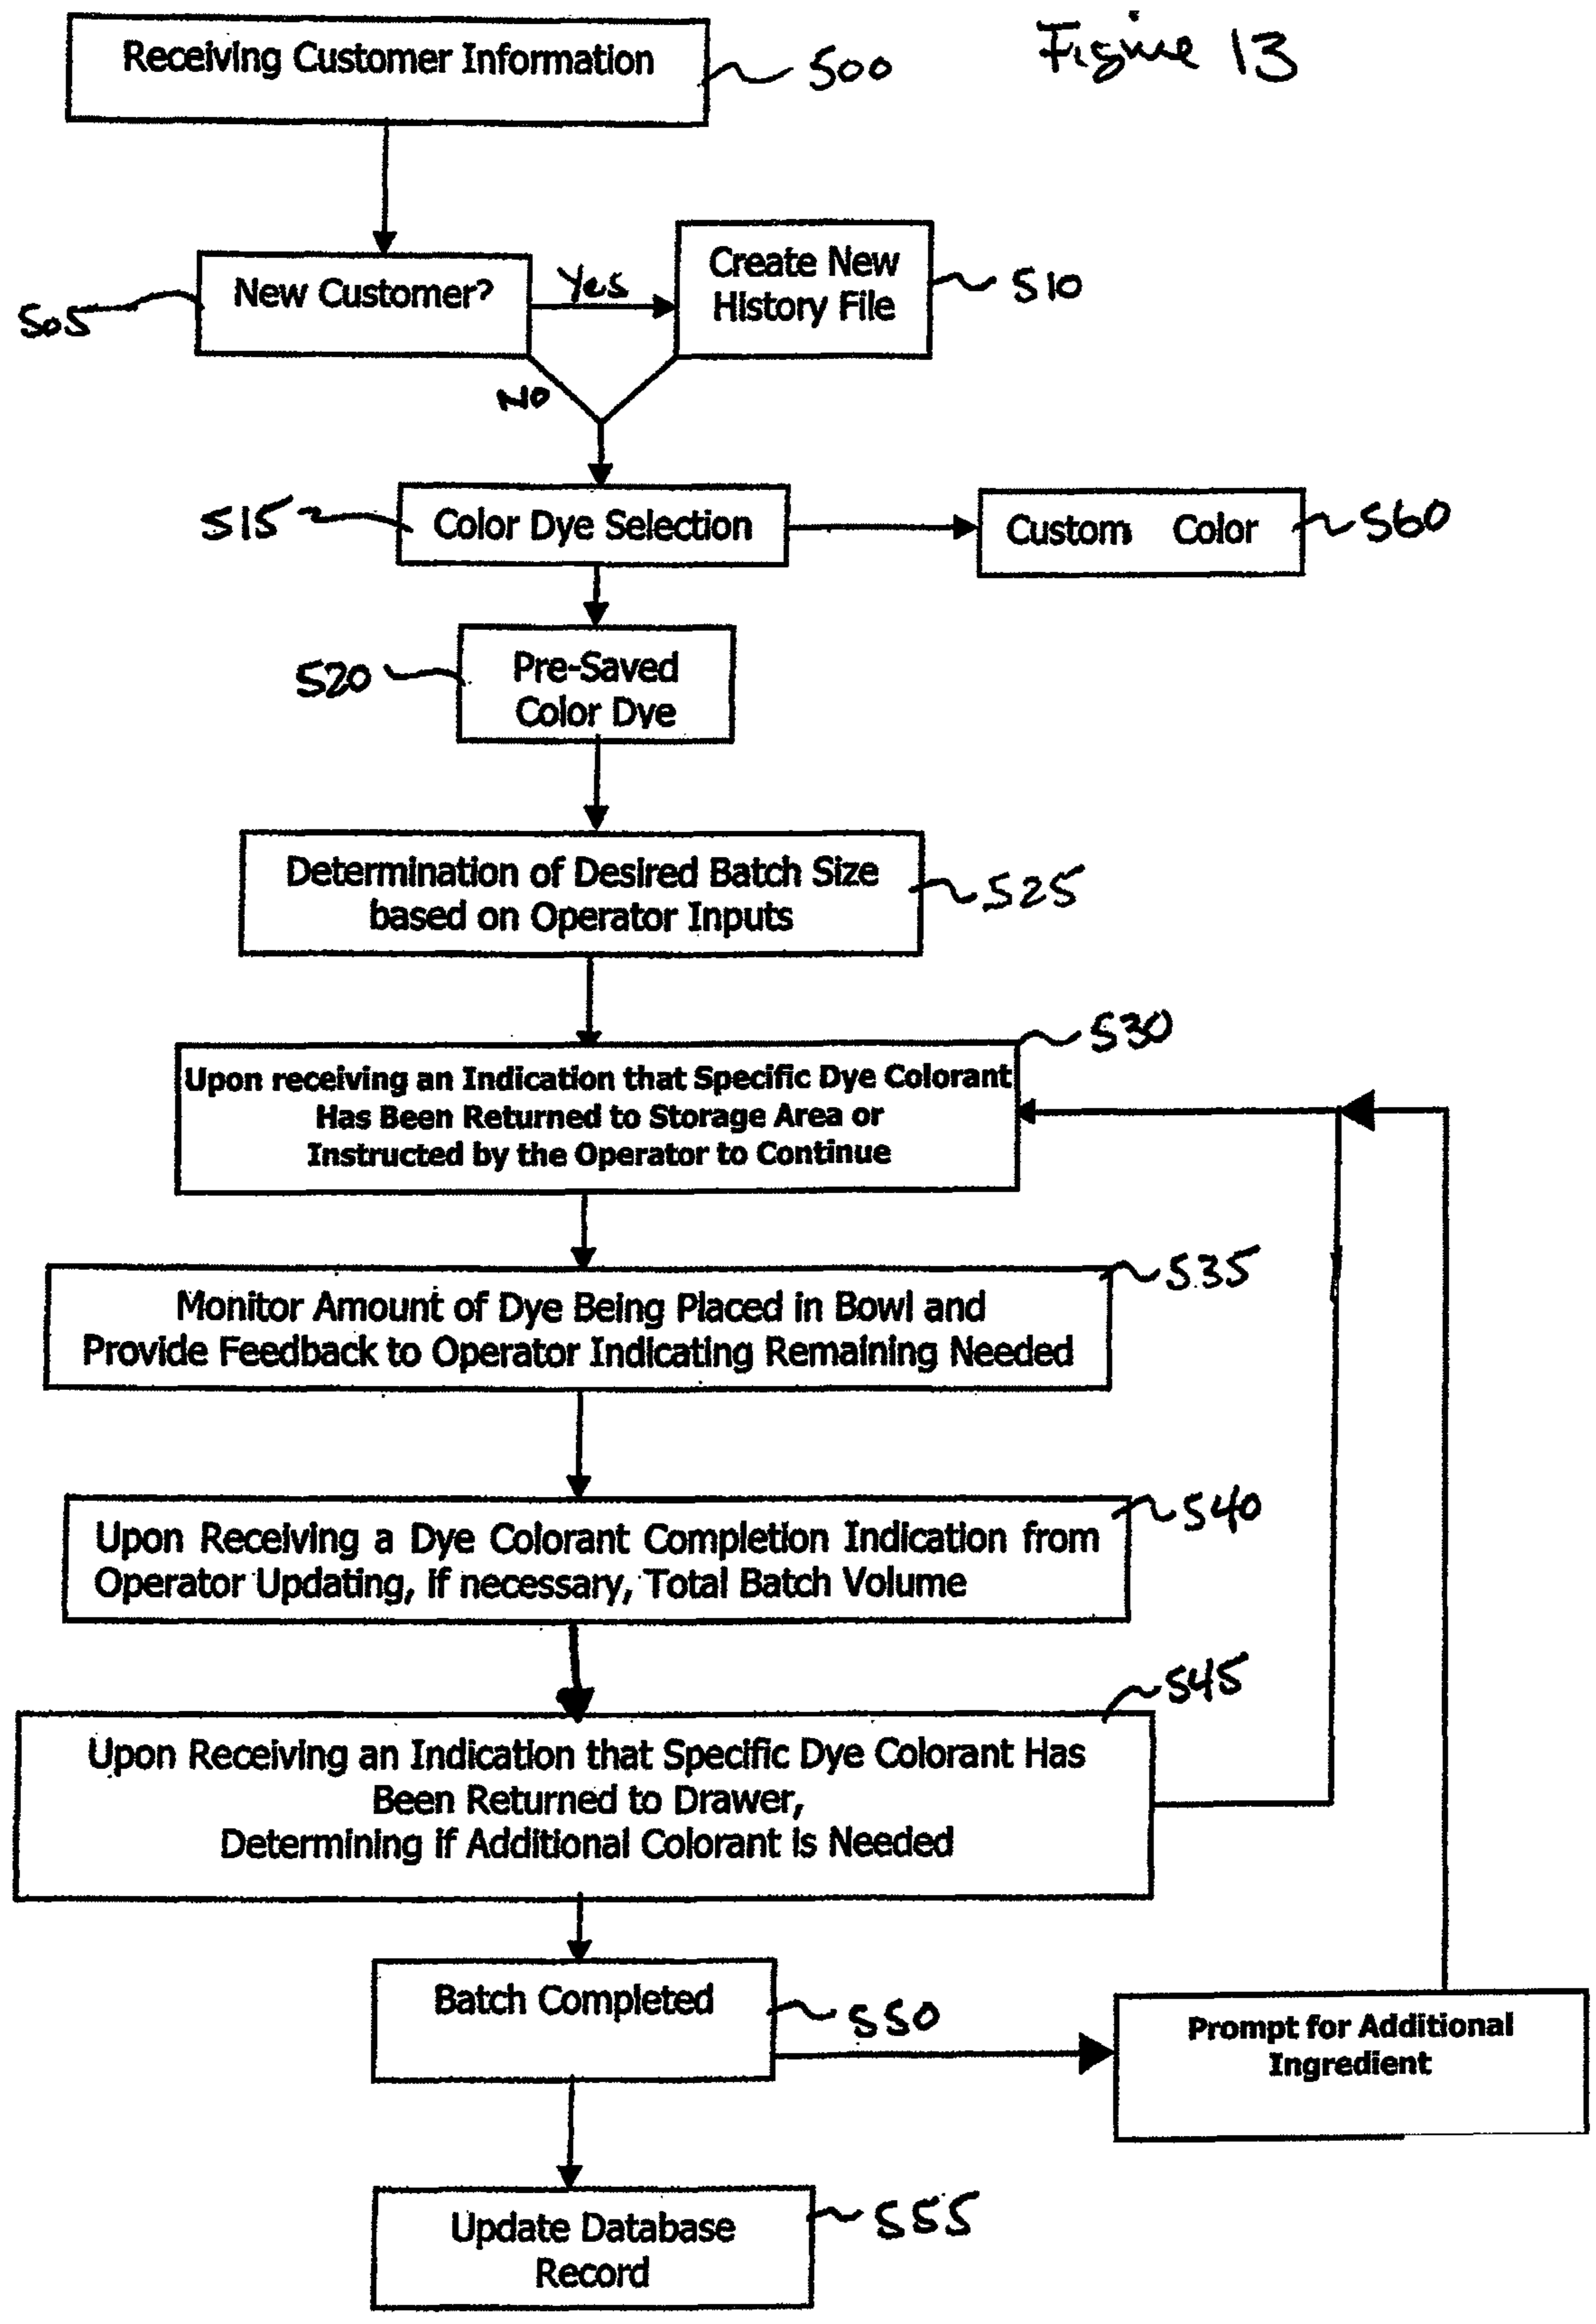 Figure 13
Receiving Customer Information
500
New Customer?
505
Yes
No
Create New
History File
510
515
Color Dye Selection
Custom Color
560
520
Pre-Saved
Color Dye
Determination of Desired Batch Size
based on Operator Inputs
525
530
Upon receiving an Indication that Specific Dye Colorant
Has Been Returned to Storage Area or
Instructed by the Operator to Continue
535
Monitor Amount of Dye Being Placed in Bowl and
Provide Feedback to Operator Indicating Remaining Needed
540
Upon Receiving a Dye Colorant Completion Indication from
Operator Updating, if necessary, Total Batch Volume
545
Upon Receiving an Indication that Specific Dye Colorant Has
Been Returned to Drawer,
Determining if Additional Colorant is Needed
Batch Completed
550
Prompt for Additional
Ingredient
Update Database
Record
555